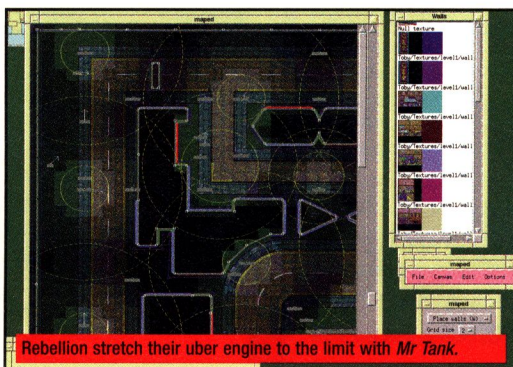 maped
Walls
Null texture
Toby/Textures/level1/wall
Toby/Textures/level1/wall
Toby/Textures/level1/wall
Toby/Textures/level1/wall
Toby/Textures/level1/wall
maped
File Canvas Edit Options
maped
Place walls (W)
Grid size 2
Rebellion stretch their uber engine to the limit with Mr Tank.